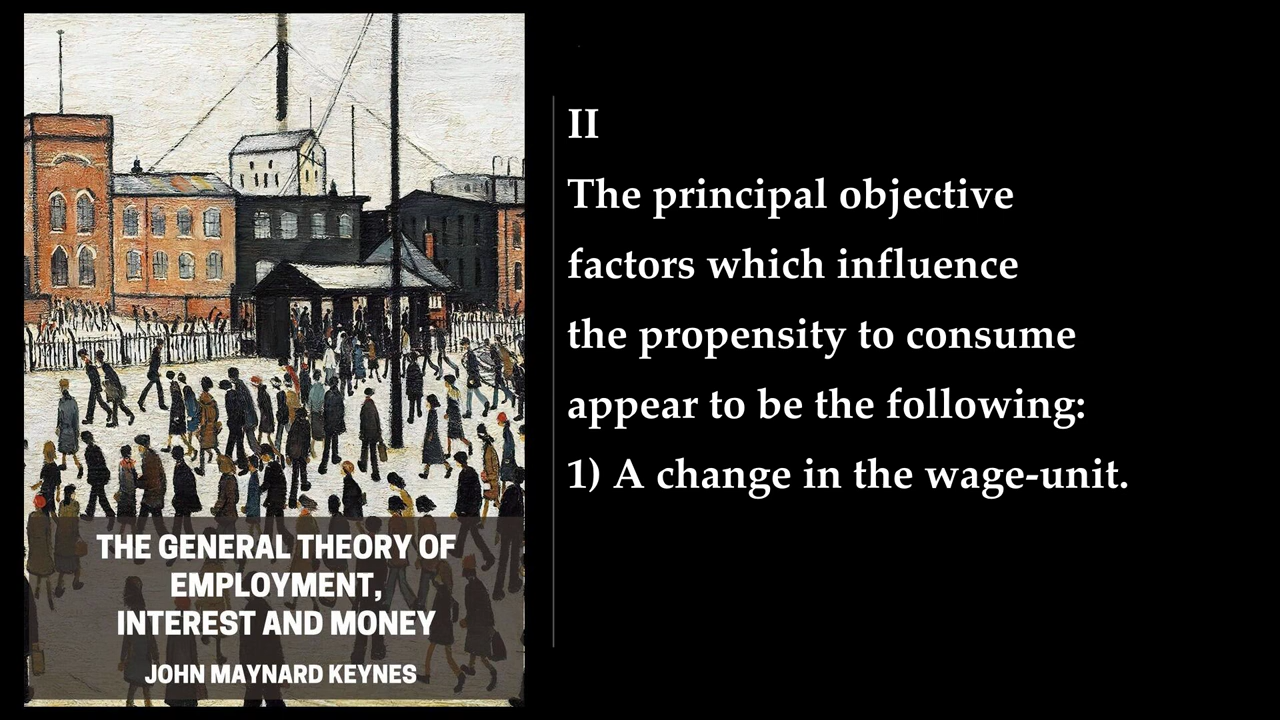 THE GENERAL THEORY OF
EMPLOYMENT,
INTEREST AND MONEY
JOHN MAYNARD KEYNES
II
The principal objective
factors which influence
the propensity to consume
appear to be the following:
1) A change in the wage-unit.